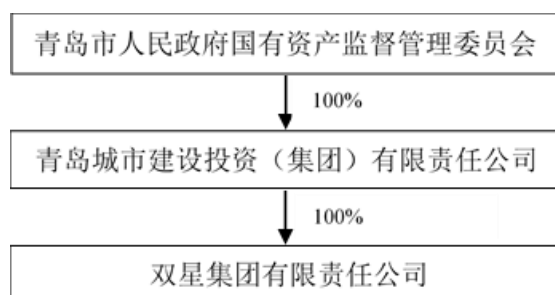 青岛市人民政府国有资产监督管理委员会
100%
青岛城市建设投资（集团）有限责任公司
100%
双星集团有限责任公司